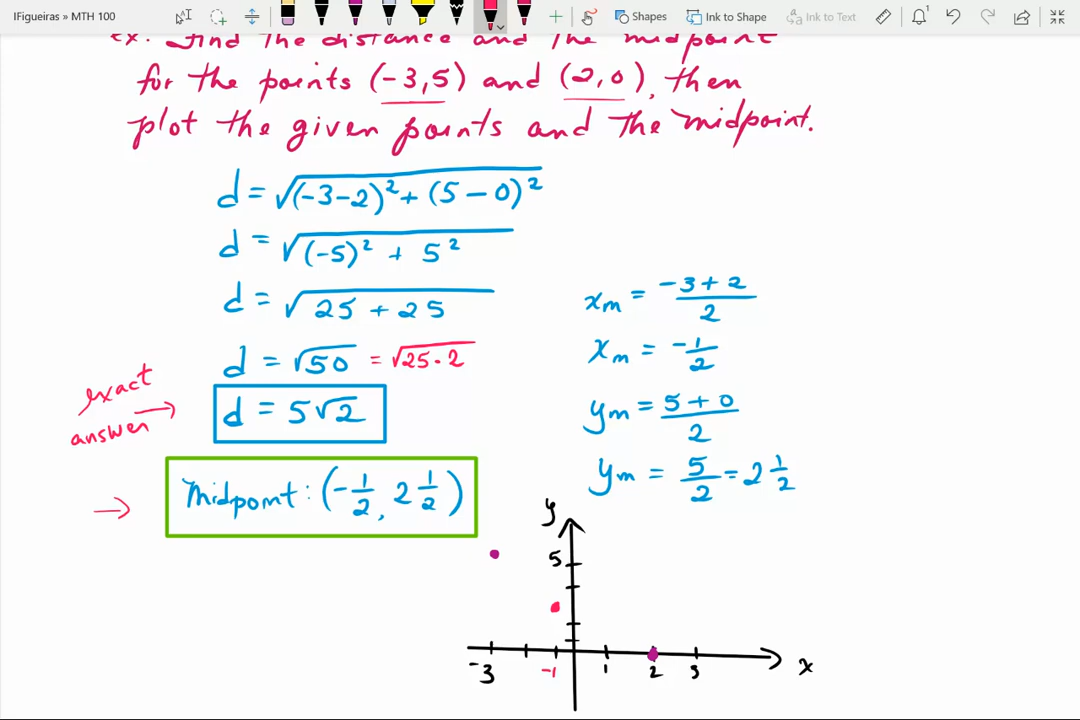 IFigueiras » MTH 100
Shapes
Ink to Shape
Ink to Text
Ex. Find the distance and the midpoint
for the points (-3,5) and (2,0), then
plot the given points and the midpoint.
d = √(-3-2)² + (5-0)²
d = √(-5)² + 5²
d = √25 + 25
d = √50 = √25·2
exact
answer →
d = 5√2
→ Midpoint: (-1/2, 2 1/2)
xm = -3+2/2
xm = -1/2
ym = 5+0/2
ym = 5/2 = 2 1/2
y
5
-3 -1 1 2 3 x